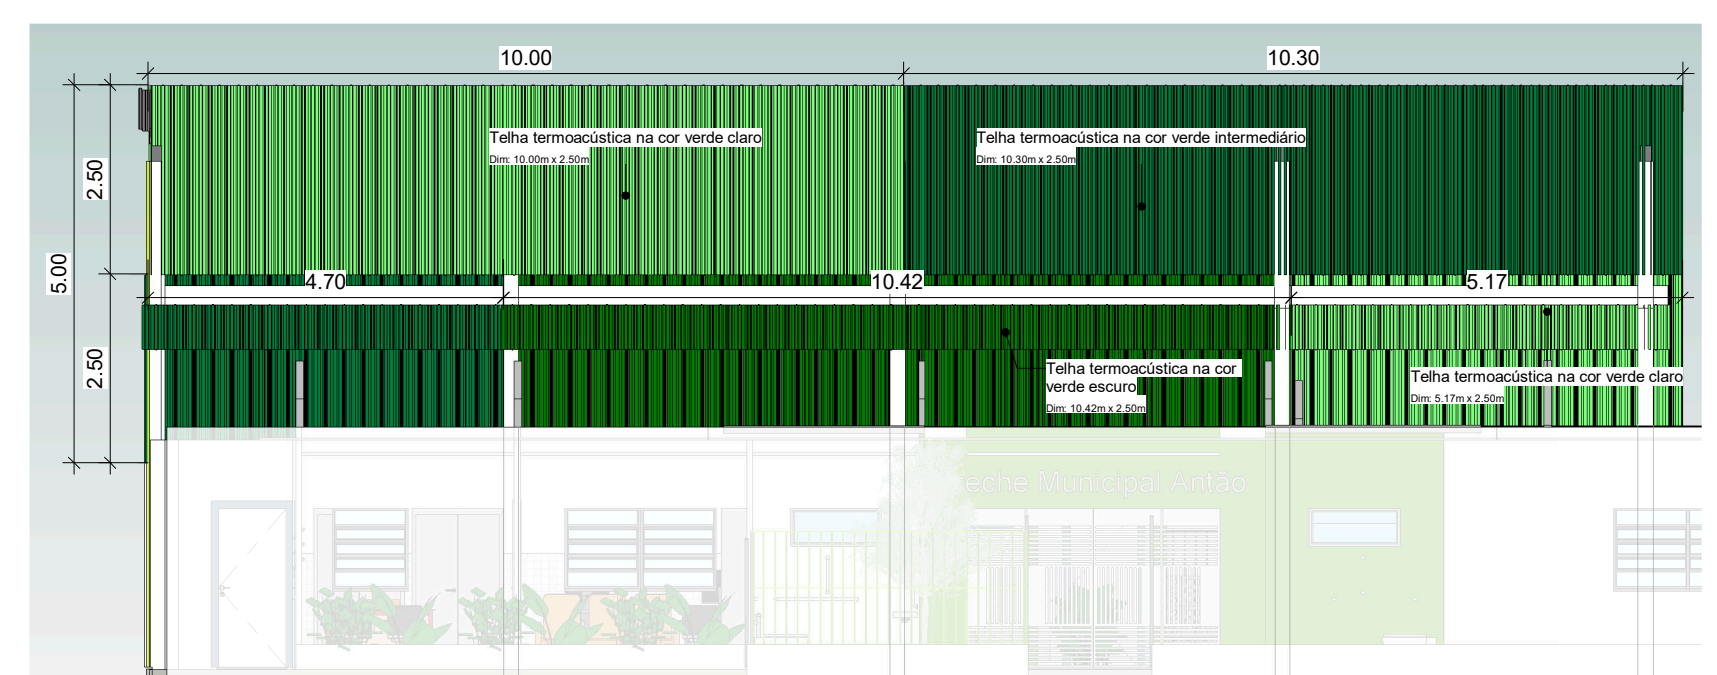 10.00
10.30
Telha termoacústica na cor verde claro
Dim: 10.00m x 2.50m
Telha termoacústica na cor verde intermediário
Dim: 10.30m x 2.50m
2.50
5.00
4.70
10.42
5.17
2.50
Telha termoacústica na cor
verde escuro
Dim: 10.42m x 2.50m
Telha termoacústica na cor verde claro
Dim: 5.17m x 2.50m
eche Municipal Antão